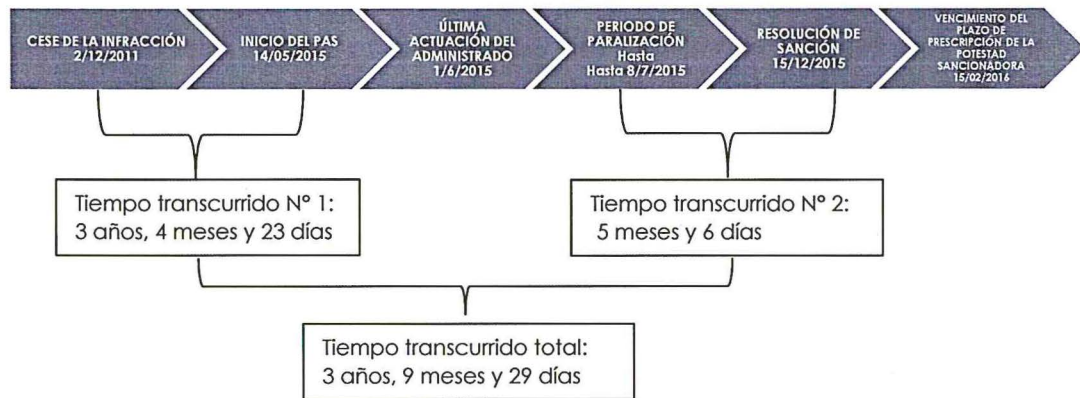 CESE DE LA INFRACCIÓN
2/12/2011
INICIO DEL PAS
14/05/2015
ÚLTIMA
ACTUACIÓN DEL
ADMINISTRADO
1/6/2015
PERIODO DE
PARALIZACIÓN
Hasta
Hasta 8/7/2015
RESOLUCIÓN DE
SANCIÓN
15/12/2015
VENCIMIENTO DEL
PLAZO DE
PRESCRIPCIÓN DE LA
POTESTAD
SANCIONADORA
15/02/2016
Tiempo transcurrido N° 1:
3 años, 4 meses y 23 días
Tiempo transcurrido N° 2:
5 meses y 6 días
Tiempo transcurrido total:
3 años, 9 meses y 29 días